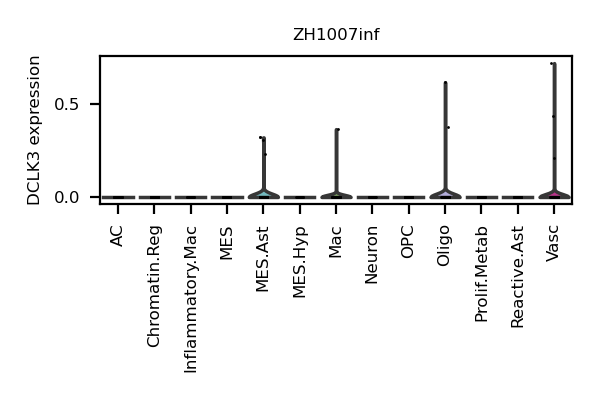 ZH1007inf
DCLK3 expression
0.5
0.0
AC
Chromatin.Reg
Inflammatory.Mac
MES
MES.Ast
MES.Hyp
Mac
Neuron
OPC
Oligo
Prolif.Metab
Reactive.Ast
Vasc